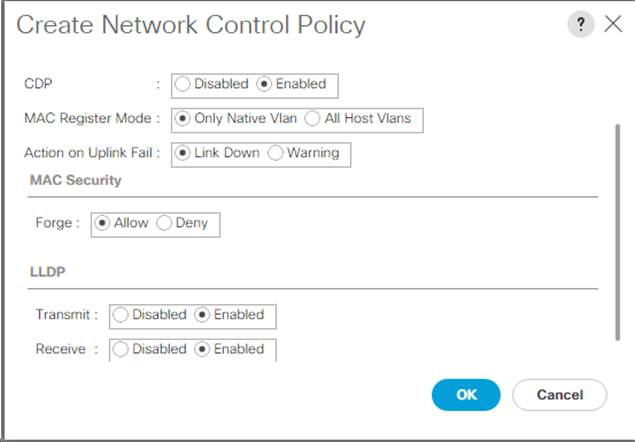 Create Network Control Policy ?
CDP : Disabled Enabled
MAC Register Mode : Only Native Vlan All Host Vlans
Action on Uplink Fail : Link Down Warning
MAC Security
Forge : Allow Deny
LLDP
Transmit : Disabled Enabled
Receive : Disabled Enabled
OK Cancel